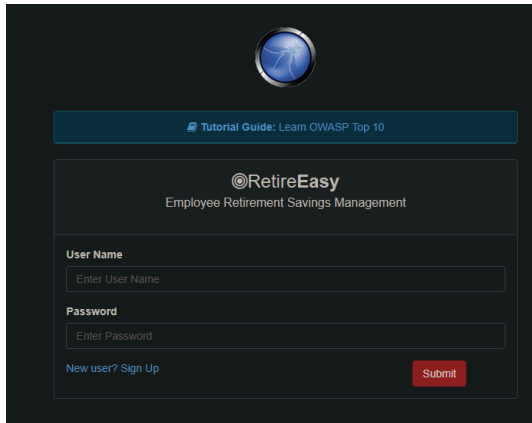 Tutorial Guide: Learn OWASP Top 10
RetireEasy
Employee Retirement Savings Management
User Name
Enter User Name
Password
Enter Password
New user? Sign Up
Submit